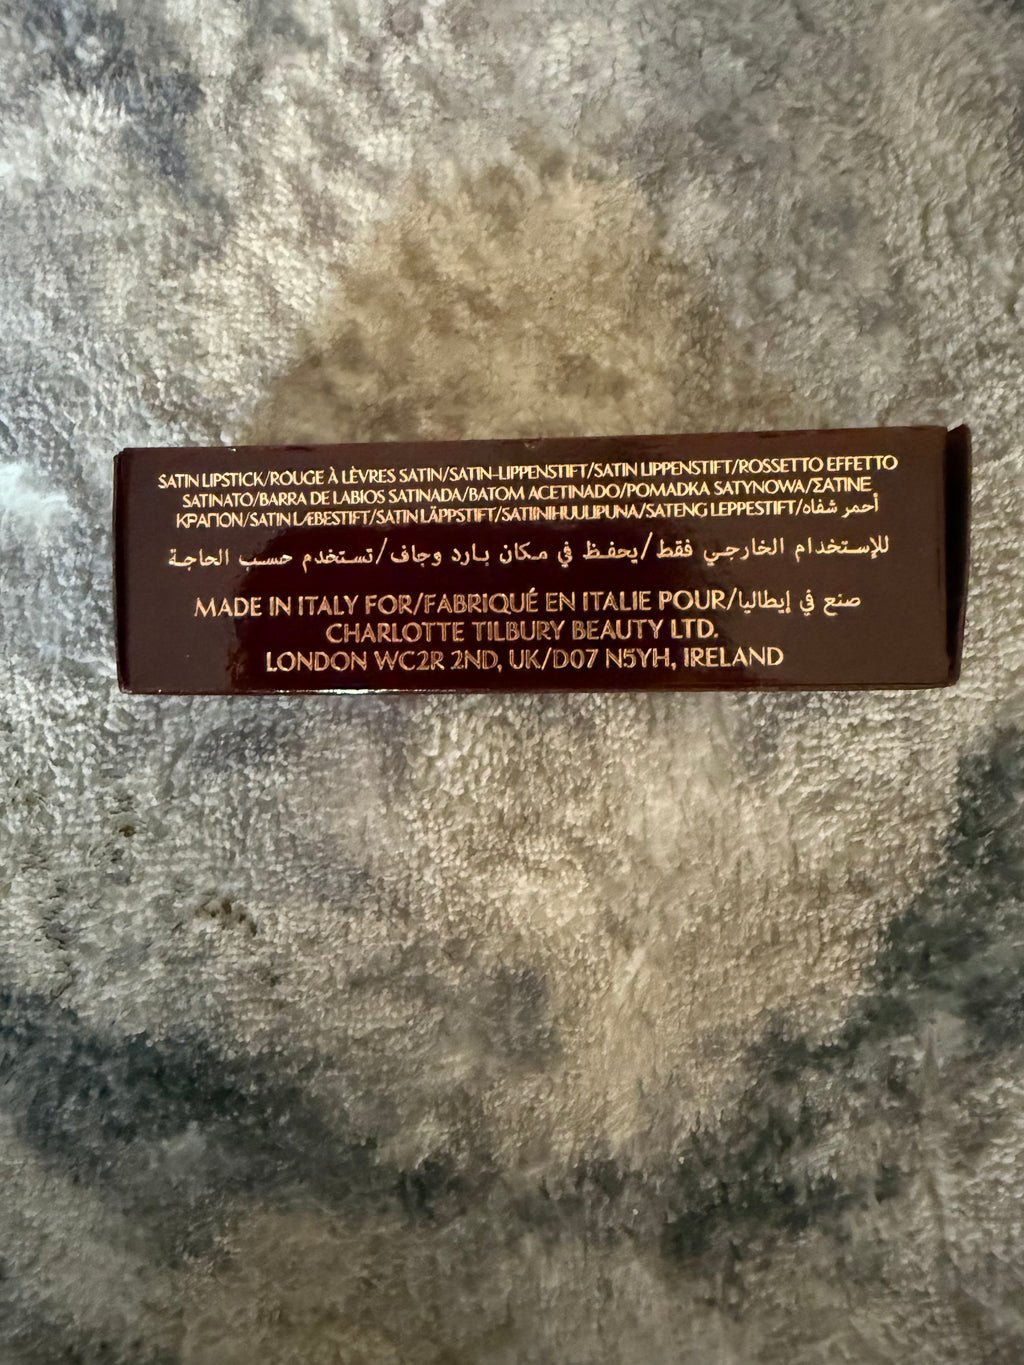 SATIN LIPSTICK/ROUGE À LÈVRES SATIN/SATIN-LIPPENSTIFT/SATIN LIPPENSTIFT/ROSSETTO EFFETTO
SATINATO/BARRA DE LABIOS SATINADA/BATOM ACETINADO/POMADKA SATYNOWA/ΣΑΤΙΝΕ
ΚΡΑΓΙΟΝ/SATIN LÆBESTIFT/SATIN LÄPPSTIFT/SATIINIHUULIPUNA/SATENG LEPPESTIFT/أحمر شفاه
للإستخدام الخارجي فقط/يحفظ في مكان بارد وجاف/تستخدم حسب الحاجة
MADE IN ITALY FOR/FABRIQUÉ EN ITALIE POUR/صنع في إيطاليا
CHARLOTTE TILBURY BEAUTY LTD.
LONDON WC2R 2ND, UK/D07 N5YH, IRELAND